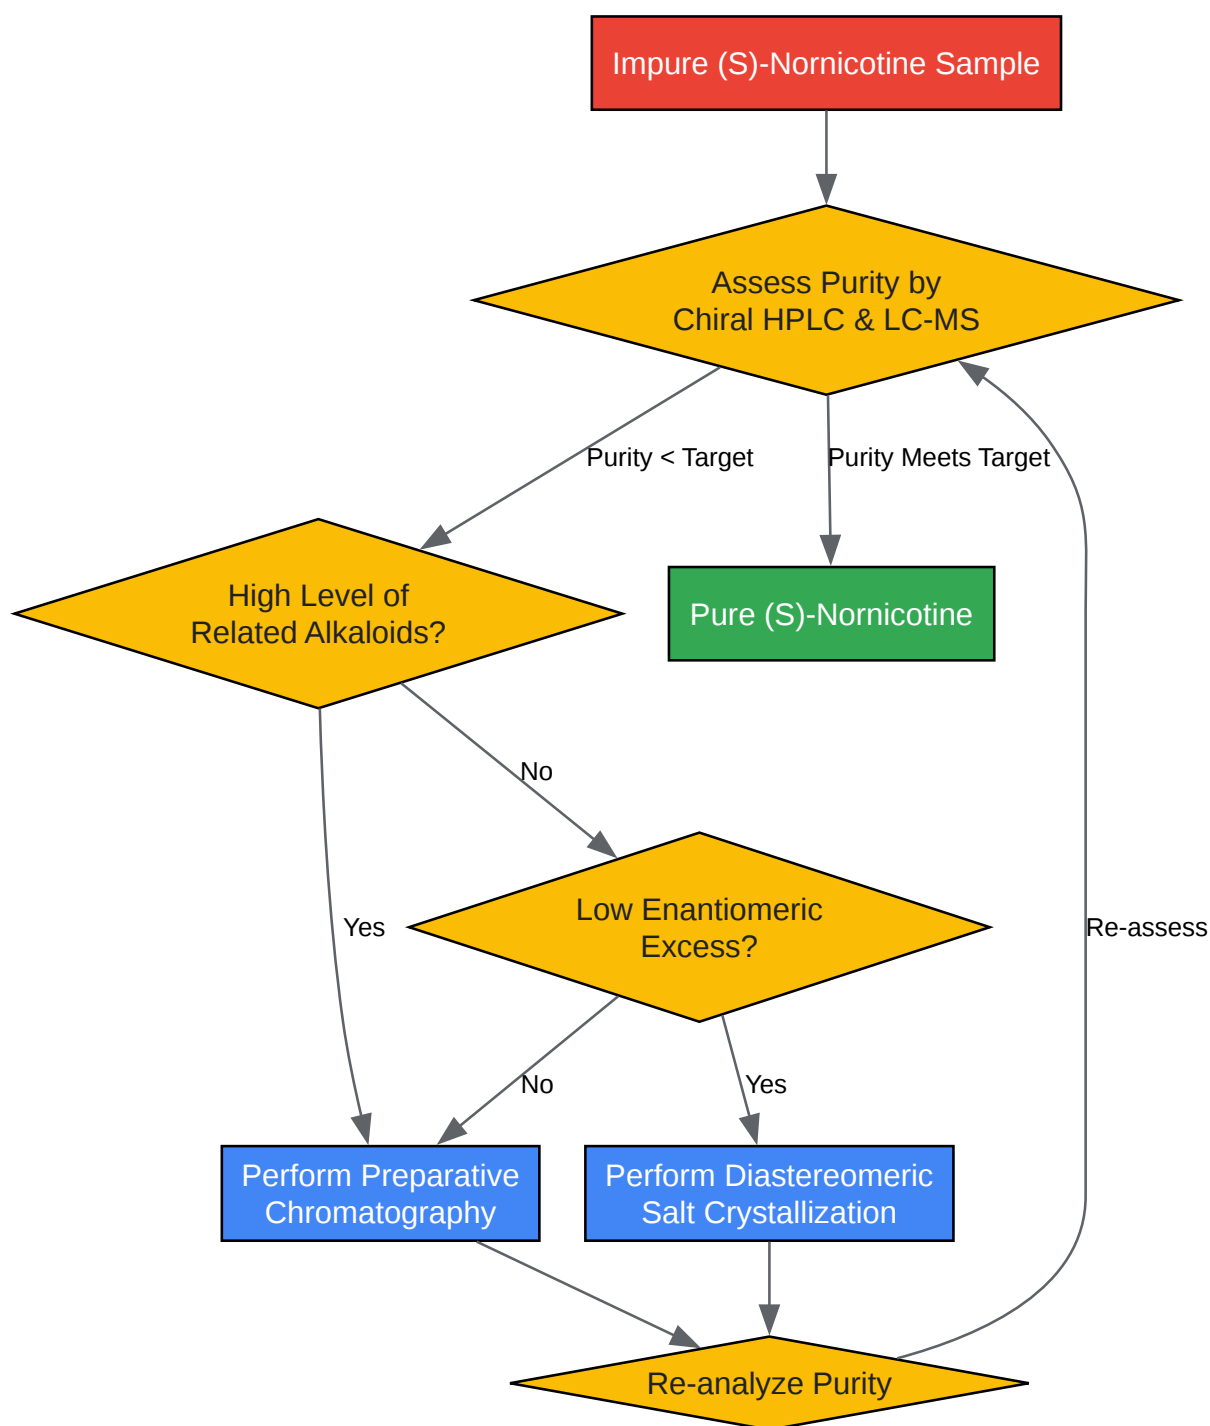 Impure (S)-Nornicotine Sample
Assess Purity by
Chiral HPLC & LC-MS
Purity < Target
Purity Meets Target
High Level of
Related Alkaloids?
Pure (S)-Nornicotine
No
Low Enantiomeric
Excess?
Yes
Re-assess
No
Yes
Perform Preparative
Chromatography
Perform Diastereomeric
Salt Crystallization
Re-analyze Purity